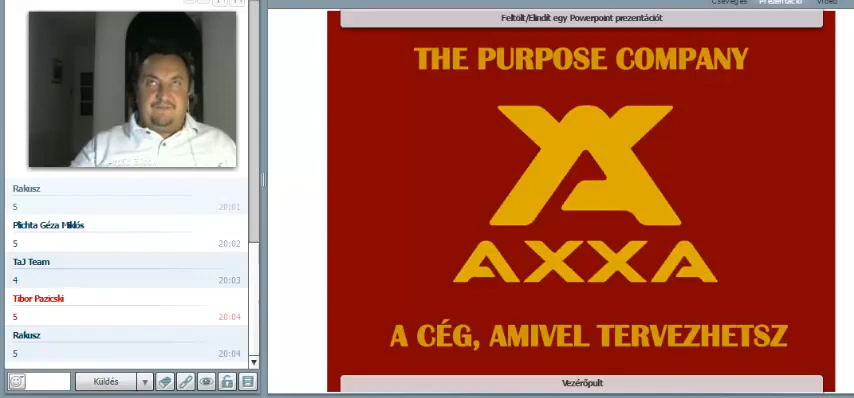 Csevegés Prezentáció Videó
Feltölt/Elindít egy Powerpoint prezentációt
THE PURPOSE COMPANY
AXXA
A CÉG, AMIVEL TERVEZHETSZ
Vezérőpult
Rakusz
5 20:01
Plichta Géza Miklós
5 20:02
TaJ Team
4 20:03
Tibor Pazicski
5 20:04
Rakusz
5 20:04
Küldés